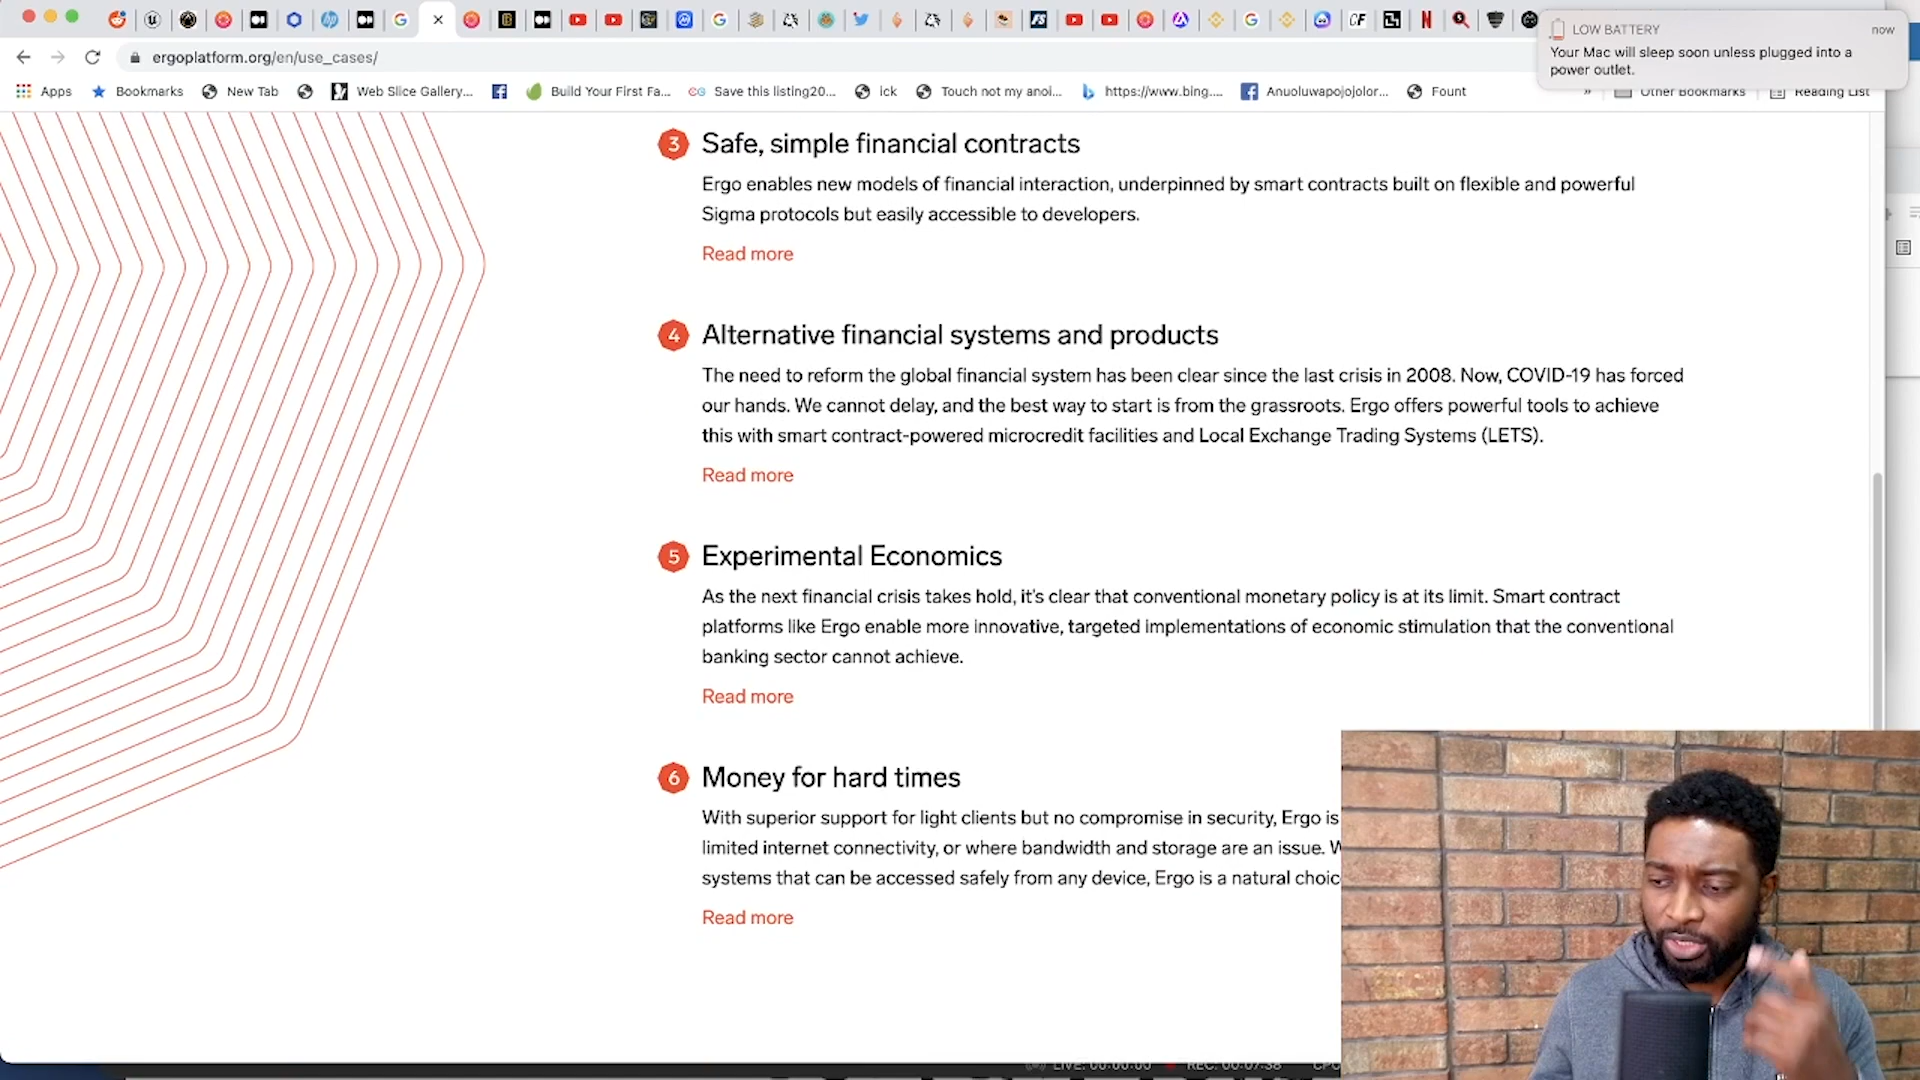 LOW BATTERY
now
Your Mac will sleep soon unless plugged into a
power outlet.
ergoplatform.org/en/use_cases/
Apps Bookmarks New Tab Web Slice Gallery... Build Your First Fa... Save this listing20... ick Touch not my anoi... https://www.bing.... Anuoluwapojojolor... Fount » Other Bookmarks Reading List
3 Safe, simple financial contracts
Ergo enables new models of financial interaction, underpinned by smart contracts built on flexible and powerful
Sigma protocols but easily accessible to developers.
Read more
4 Alternative financial systems and products
The need to reform the global financial system has been clear since the last crisis in 2008. Now, COVID-19 has forced
our hands. We cannot delay, and the best way to start is from the grassroots. Ergo offers powerful tools to achieve
this with smart contract-powered microcredit facilities and Local Exchange Trading Systems (LETS).
Read more
5 Experimental Economics
As the next financial crisis takes hold, it's clear that conventional monetary policy is at its limit. Smart contract
platforms like Ergo enable more innovative, targeted implementations of economic stimulation that the conventional
banking sector cannot achieve.
Read more
6 Money for hard times
With superior support for light clients but no compromise in security, Ergo is
limited internet connectivity, or where bandwidth and storage are an issue. W
systems that can be accessed safely from any device, Ergo is a natural choic
Read more
LIVE: 00:00:00 REC: 00:07:38